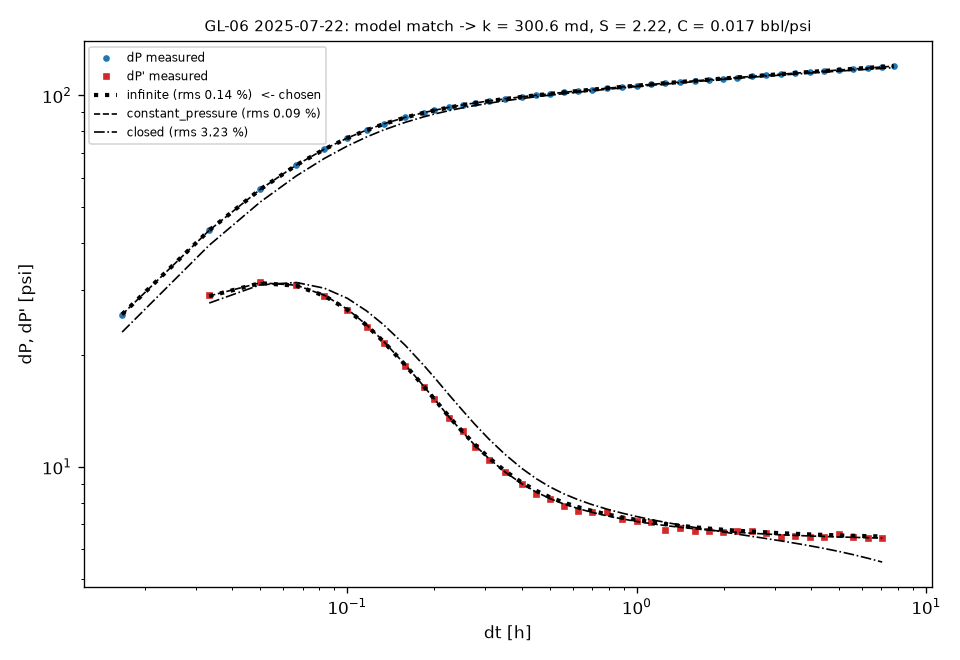 GL-06 2025-07-22: model match -> k = 300.6 md, S = 2.22, C = 0.017 bbl/psi
dP measured
dP' measured
infinite (rms 0.14 %)  <- chosen
constant_pressure (rms 0.09 %)
closed (rms 3.23 %)
dP, dP' [psi]
10²
10¹
10⁻¹
10⁰
10¹
dt [h]